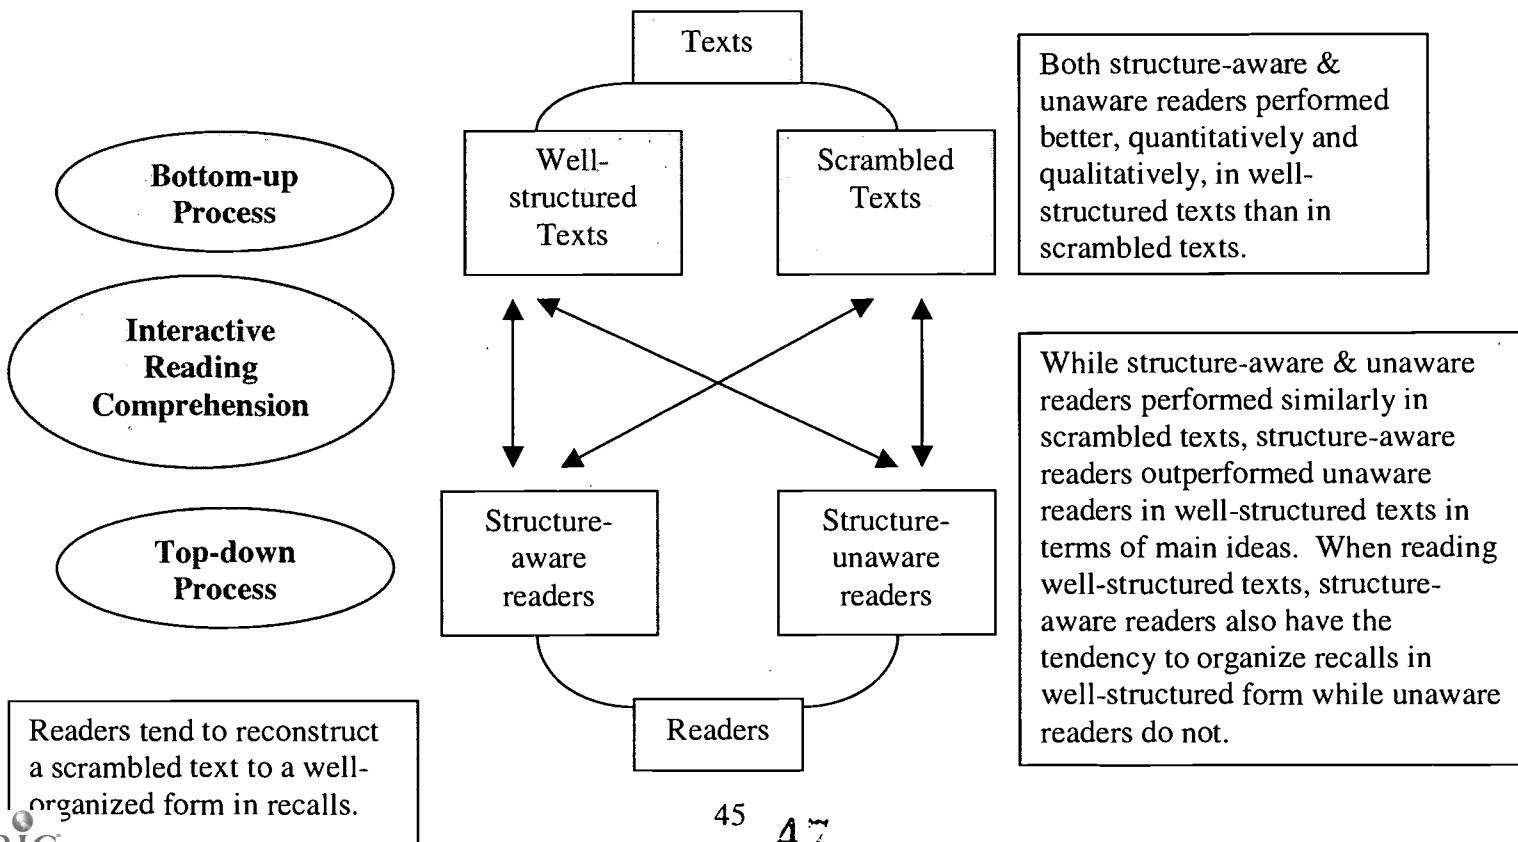 Texts
Both structure-aware &
unaware readers performed
better, quantitatively and
qualitatively, in well-
structured texts than in
scrambled texts.
Well-
structured
Texts
Scrambled
Texts
Bottom-up
Process
Interactive
Reading
Comprehension
While structure-aware & unaware
readers performed similarly in
scrambled texts, structure-aware
readers outperformed unaware
readers in well-structured texts in
terms of main ideas. When reading
well-structured texts, structure-
aware readers also have the
tendency to organize recalls in
well-structured form while unaware
readers do not.
Top-down
Process
Structure-
aware
readers
Structure-
unaware
readers
Readers
Readers tend to reconstruct
a scrambled text to a well-
organized form in recalls.
45
47